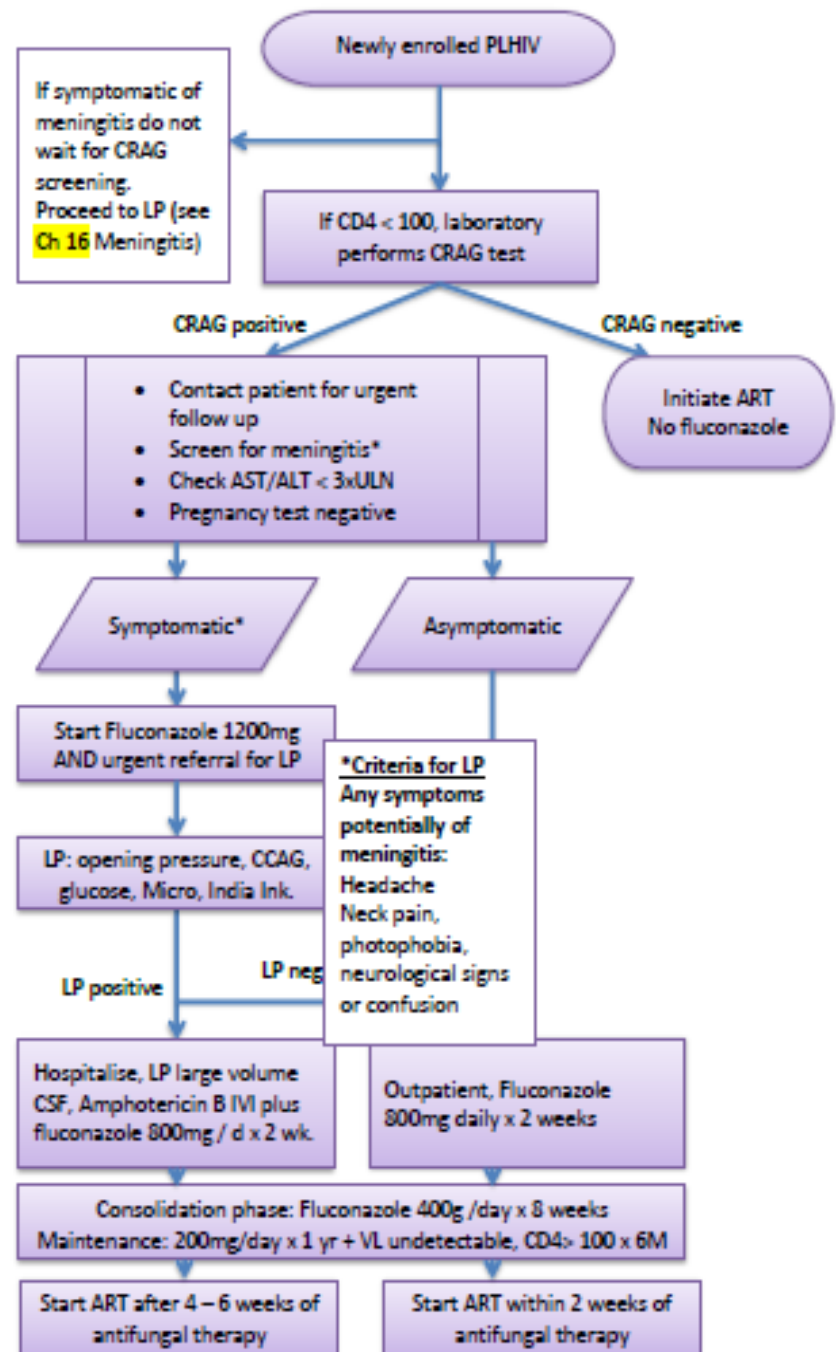 Newly enrolled PLHIV
If symptomatic of
meningitis do not
wait for CRAG
screening.
Proceed to LP (see
Ch 16 Meningitis)
If CD4 < 100, laboratory
performs CRAG test
CRAG positive
CRAG negative
• Contact patient for urgent
follow up
• Screen for meningitis*
• Check AST/ALT < 3xULN
• Pregnancy test negative
Initiate ART
No fluconazole
Symptomatic*
Asymptomatic
Start Fluconazole 1200mg
AND urgent referral for LP
*Criteria for LP
Any symptoms
potentially of
meningitis:
Headache
Neck pain,
photophobia,
neurological signs
or confusion
LP: opening pressure, CCAG,
glucose, Micro, India Ink.
LP positive
LP neg
Hospitalise, LP large volume
CSF, Amphotericin B IVI plus
fluconazole 800mg / d x 2 wk.
Outpatient, Fluconazole
800mg daily x 2 weeks
Consolidation phase: Fluconazole 400g /day x 8 weeks
Maintenance: 200mg/day x 1 yr + VL undetectable, CD4> 100 x 6M
Start ART after 4 – 6 weeks of
antifungal therapy
Start ART within 2 weeks of
antifungal therapy